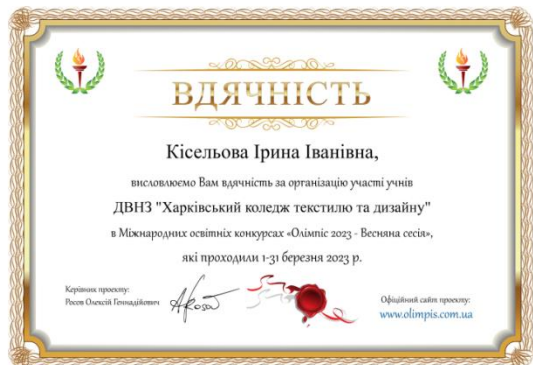 ВДЯЧНІСТЬ
Кісельова Ірина Іванівна,
висловлюємо Вам вдячність за організацію участі учнів
ДВНЗ "Харківський коледж текстилю та дизайну"
в Міжнародних освітніх конкурсах «Олімпіс 2023 - Весняна сесія»,
які проходили 1-31 березня 2023 р.
Керівник проекту:
Росов Олексій Геннадійович
Офіційний сайт проекту:
www.olimpis.com.ua